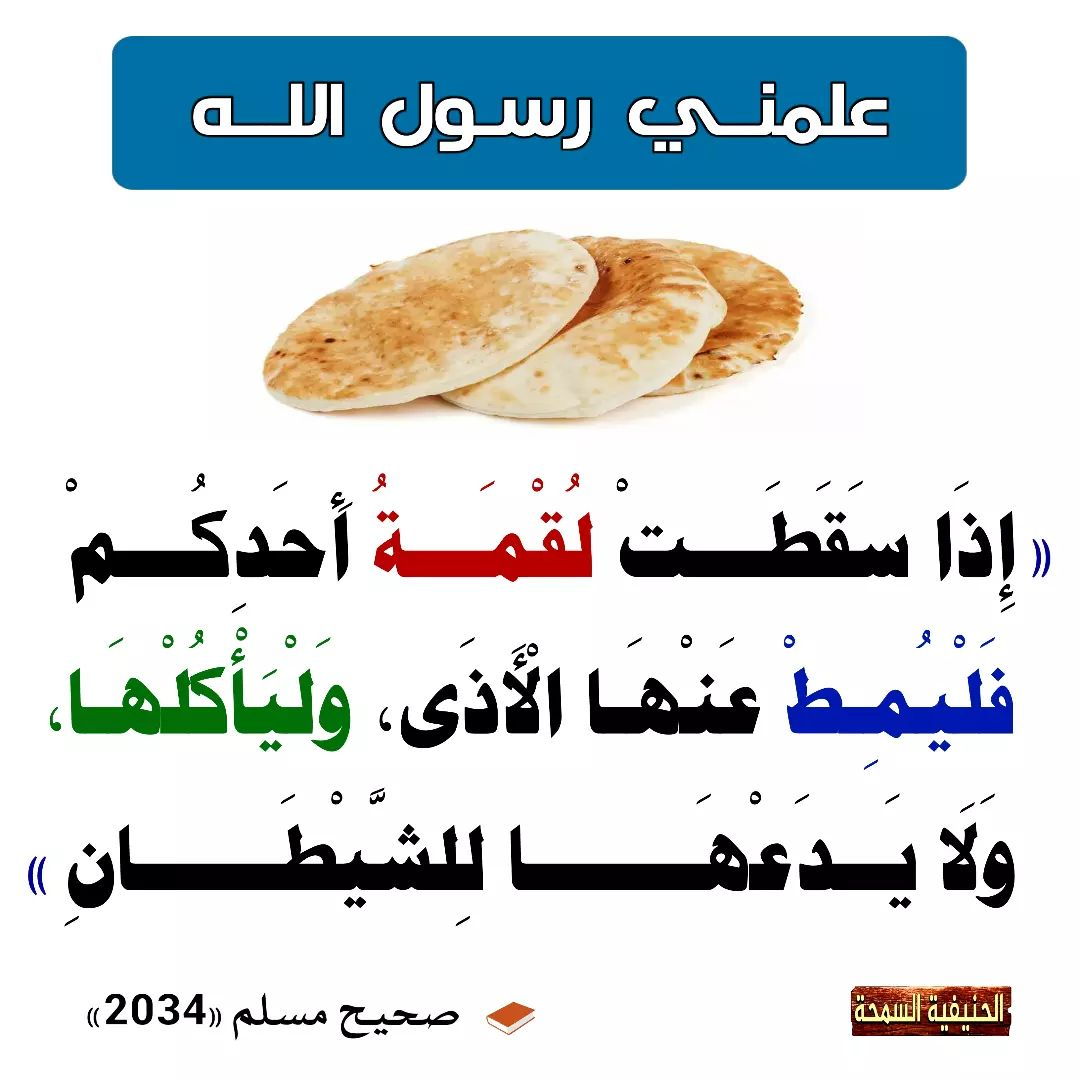 علمني رسول الله
(( إِذَا سَقَطَتْ لُقْمَةُ أَحَدَكُمْ
فَلْيُمِطْ عَنْهَا الْأَذَى، وَلْيَأْكُلْهَا،
وَلَا يَدَعْهَا لِلشَّيْطَانِ ))
صحيح مسلم ((2034))
الحنيفية السمحة